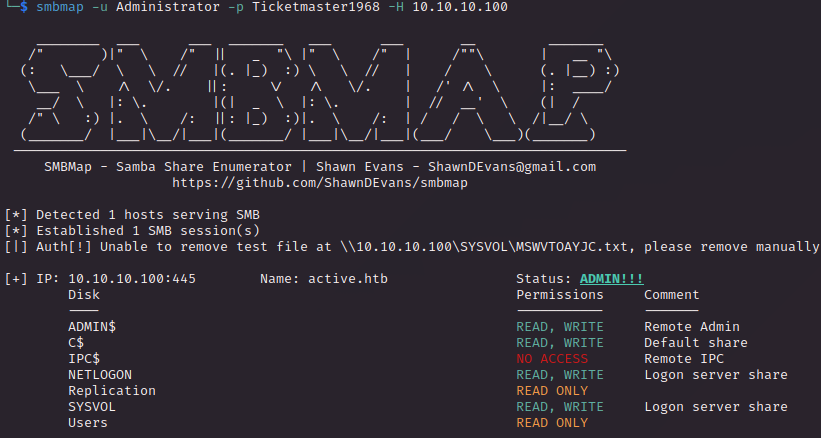 └─$ smbmap -u Administrator -p Ticketmaster1968 -H 10.10.10.100
SMBMAP
SMBMap - Samba Share Enumerator | Shawn Evans - ShawnDEvans@gmail.com
https://github.com/ShawnDEvans/smbmap
[*] Detected 1 hosts serving SMB
[*] Established 1 SMB session(s)
[|] Auth[!] Unable to remove test file at \\10.10.10.100\SYSVOL\MSWVTOAYJC.txt, please remove manually
[+] IP: 10.10.10.100:445 Name: active.htb Status: ADMIN!!!
Disk Permissions Comment
---- ----------- -------
ADMIN$ READ, WRITE Remote Admin
C$ READ, WRITE Default share
IPC$ NO ACCESS Remote IPC
NETLOGON READ, WRITE Logon server share
Replication READ ONLY
SYSVOL READ, WRITE Logon server share
Users READ ONLY